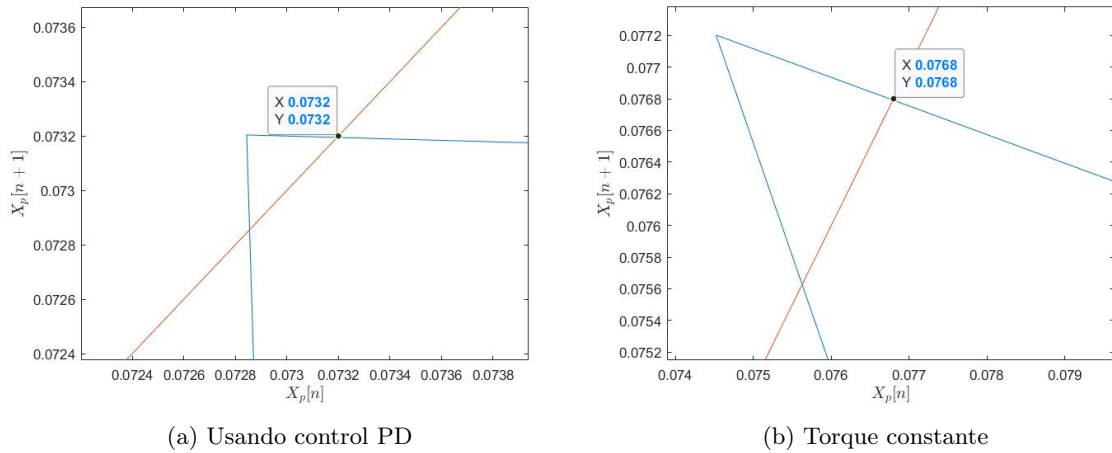 0.0736
0.0734
0.0732
0.073
0.0728
0.0726
0.0724
X 0.0732
Y 0.0732
0.0724 0.0726 0.0728 0.073 0.0732 0.0734 0.0736 0.0738
X_p[n+1]
X_p[n]
(a) Usando control PD
0.0772
0.077
0.0768
0.0766
0.0764
0.0762
0.076
0.0758
0.0756
0.0754
0.0752
X 0.0768
Y 0.0768
0.074 0.075 0.076 0.077 0.078 0.079
X_p[n+1]
X_p[n]
(b) Torque constante